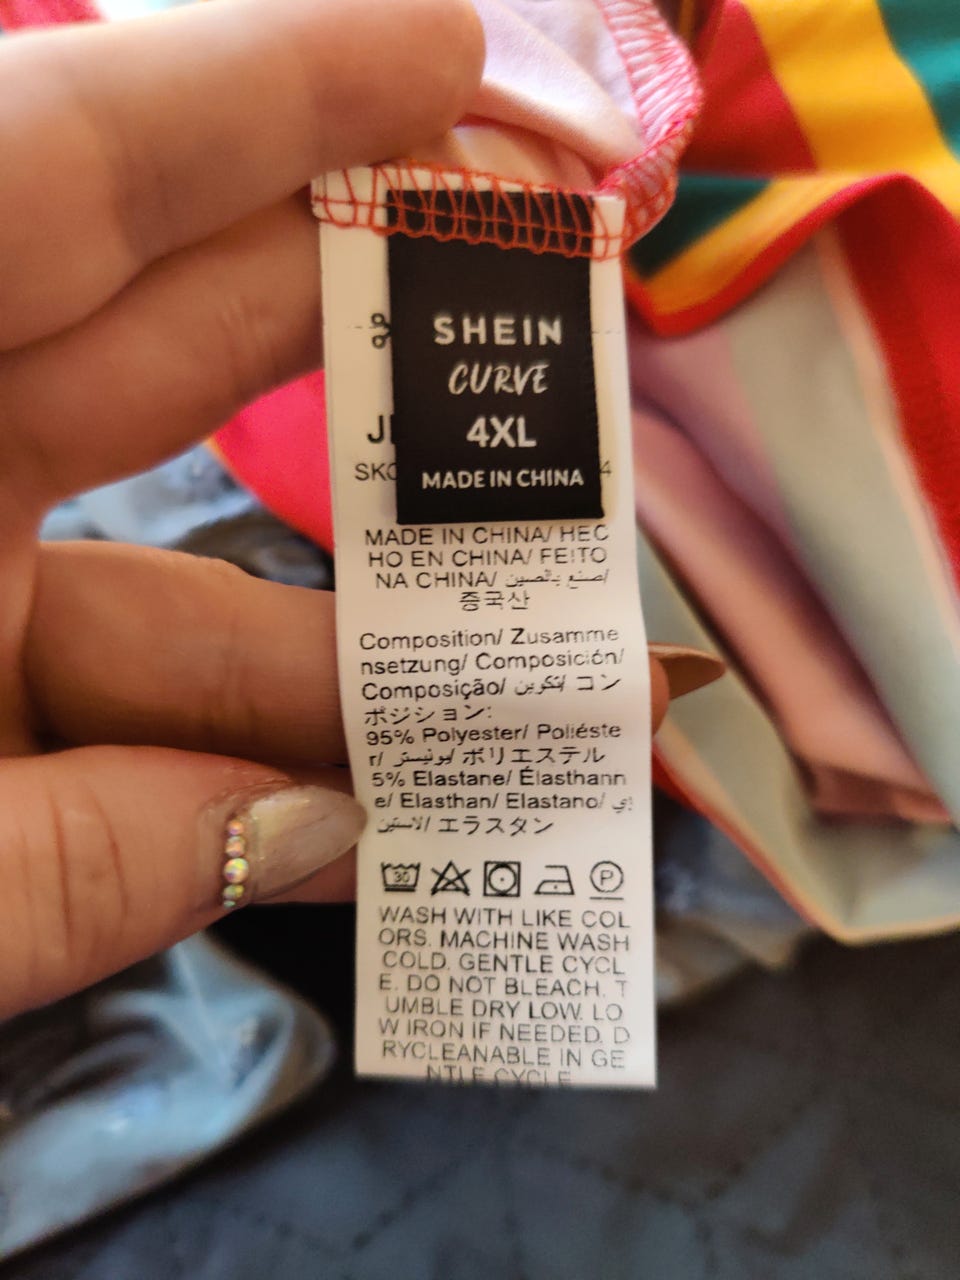 SHEIN
CURVE
4XL
MADE IN CHINA
MADE IN CHINA/ HEC
HO EN CHINA/ FEITO
NA CHINA/ صنع بالصين/
중국산
Composition/ Zusamme
nsetzung/ Composición/
Composição/ التكوين/ コン
ポジション:
95% Polyester/ Poliéste
r/ بوليستر/ ポリエステル
5% Elastane/ Élasthann
e/ Elasthan/ Elastano/
エラスタン
30
P
WASH WITH LIKE COL
ORS. MACHINE WASH
COLD. GENTLE CYCL
E. DO NOT BLEACH. T
UMBLE DRY LOW. LO
W IRON IF NEEDED. D
RYCLEANABLE IN GE
NTLE CYCLE